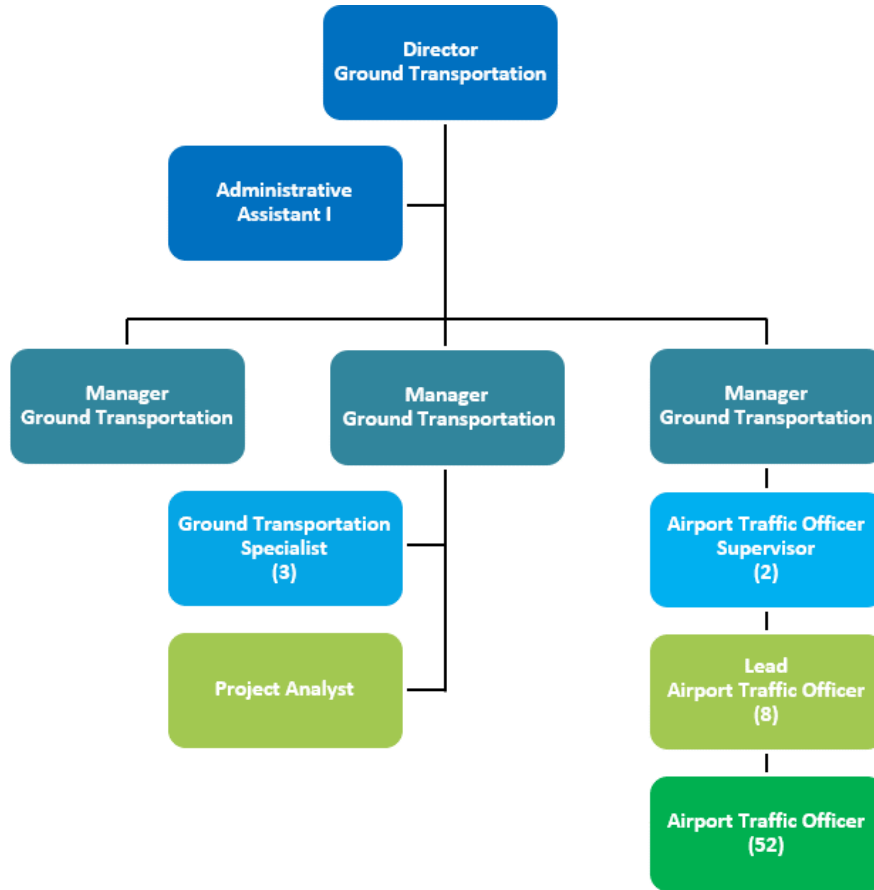 Director
Ground Transportation
Administrative
Assistant I
Manager
Ground Transportation
Manager
Ground Transportation
Manager
Ground Transportation
Ground Transportation
Specialist
(3)
Project Analyst
Airport Traffic Officer
Supervisor
(2)
Lead
Airport Traffic Officer
(8)
Airport Traffic Officer
(52)